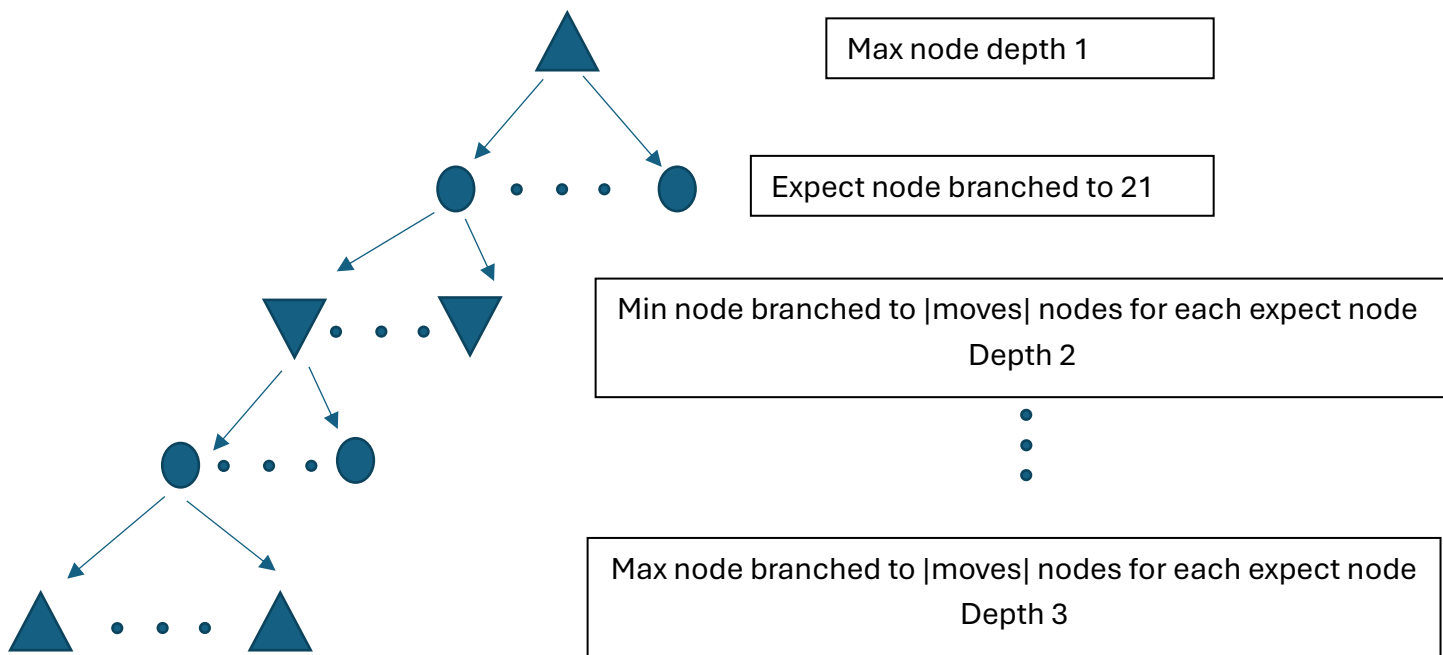 Max node depth 1
Expect node branched to 21
Min node branched to |moves| nodes for each expect node
Depth 2
Max node branched to |moves| nodes for each expect node
Depth 3